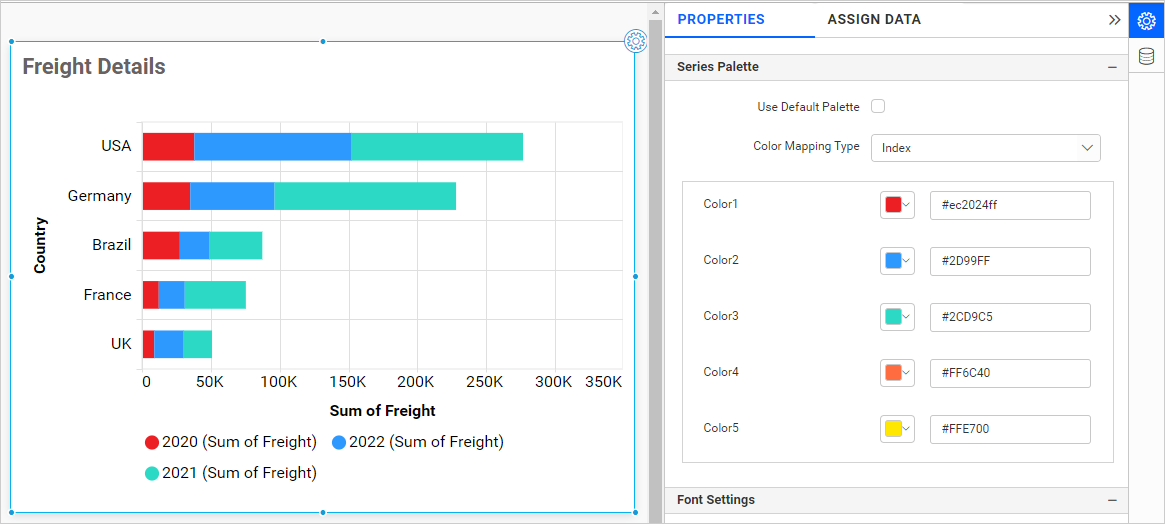 Freight Details
USA
Germany
Brazil
France
UK
Country
0 50K 100K 150K 200K 250K 300K 350K
Sum of Freight
2020 (Sum of Freight) 2022 (Sum of Freight)
2021 (Sum of Freight)
PROPERTIES ASSIGN DATA
Series Palette
Use Default Palette
Color Mapping Type Index
Color1 #ec2024ff
Color2 #2D99FF
Color3 #2CD9C5
Color4 #FF6C40
Color5 #FFE700
Font Settings